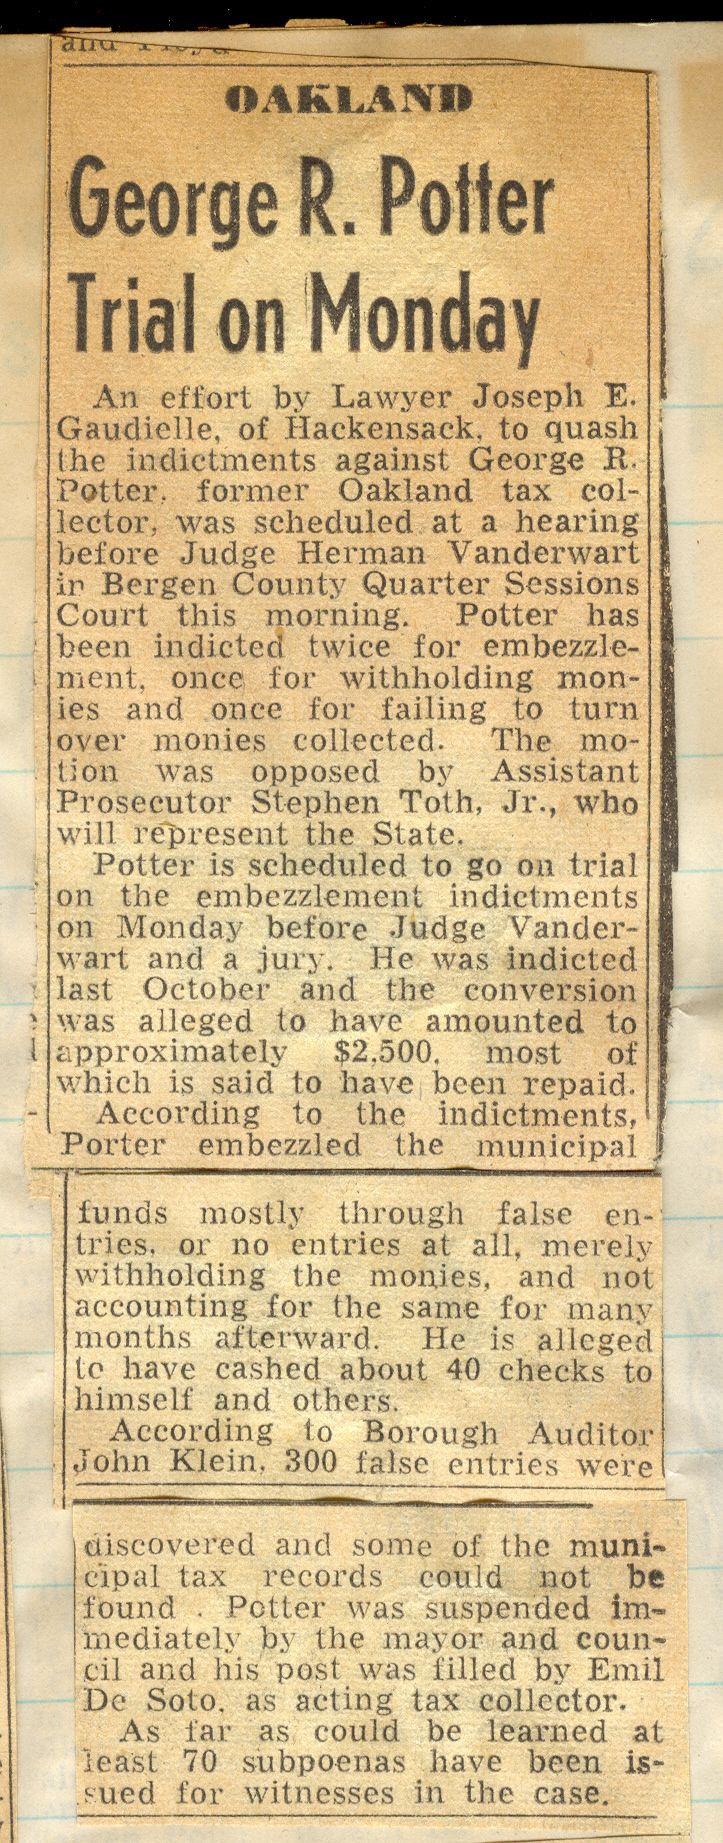 OAKLAND
George R. Potter
Trial on Monday
An effort by Lawyer Joseph E.
Gaudielle, of Hackensack, to quash
the indictments against George R.
Potter, former Oakland tax col-
lector, was scheduled at a hearing
before Judge Herman Vanderwart
in Bergen County Quarter Sessions
Court this morning. Potter has
been indicted twice for embezzle-
ment, once for withholding mon-
ies and once for failing to turn
over monies collected. The mo-
tion was opposed by Assistant
Prosecutor Stephen Toth, Jr., who
will represent the State.
Potter is scheduled to go on trial
on the embezzlement indictments
on Monday before Judge Vander-
wart and a jury. He was indicted
last October and the conversion
was alleged to have amounted to
approximately $2,500, most of
which is said to have been repaid.
According to the indictments,
Porter embezzled the municipal
funds mostly through false en-
tries, or no entries at all, merely
withholding the monies, and not
accounting for the same for many
months afterward. He is alleged
to have cashed about 40 checks to
himself and others.
According to Borough Auditor
John Klein, 300 false entries were
discovered and some of the muni-
cipal tax records could not be
found . Potter was suspended im-
mediately by the mayor and coun-
cil and his post was filled by Emil
De Soto, as acting tax collector.
As far as could be learned at
least 70 subpoenas have been is-
sued for witnesses in the case.